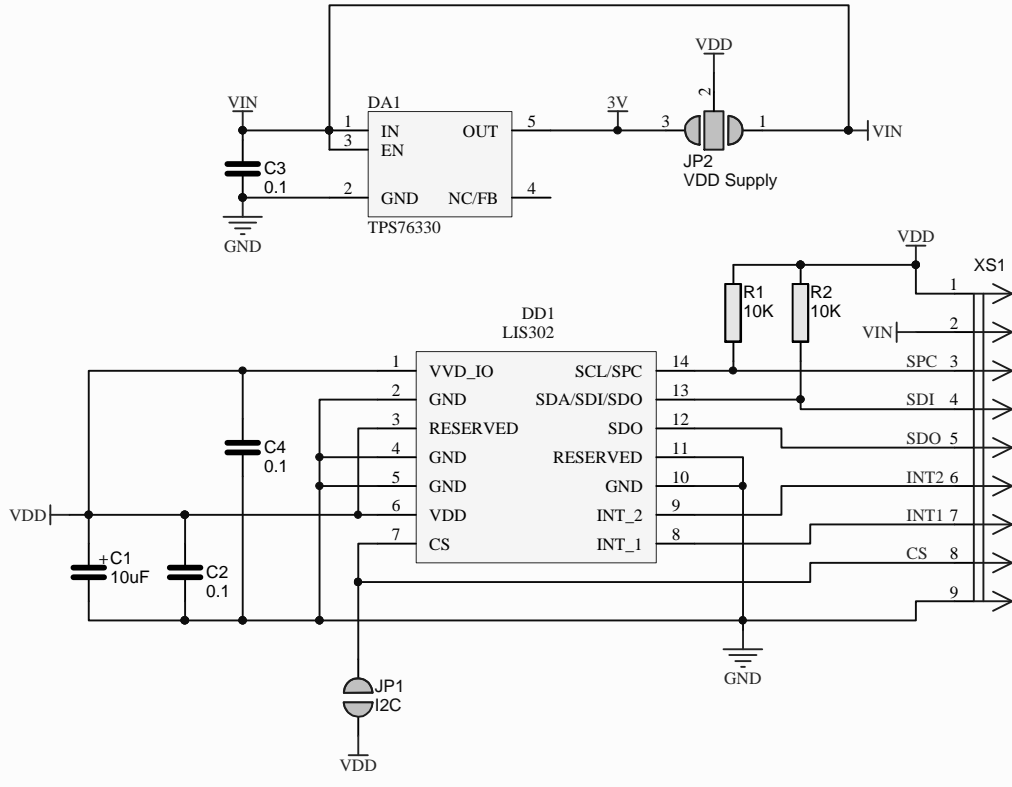 VDD
VIN
DA1
3V
2
1
IN
OUT
5
3
1
VIN
3
EN
C3
0.1
JP2
VDD Supply
2
GND
NC/FB
4
TPS76330
GND
VDD
XS1
R1
10K
R2
10K
1
DD1
LIS302
VIN
2
1
VVD_IO
SCL/SPC
14
SPC
3
2
GND
SDA/SDI/SDO
13
SDI
4
3
RESERVED
SDO
12
SDO
5
C4
0.1
4
GND
RESERVED
11
5
GND
GND
10
INT2
6
VDD
6
VDD
INT_2
9
INT1
7
7
CS
INT_1
8
CS
8
+C1
10uF
C2
0.1
9
GND
JP1
I2C
VDD